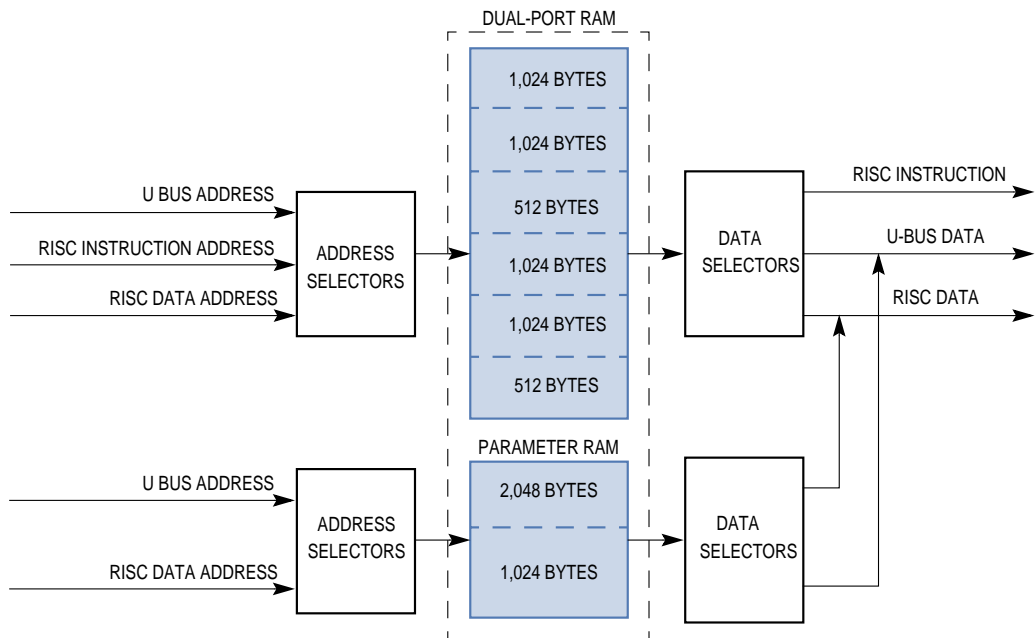 DUAL-PORT RAM
1,024 BYTES
1,024 BYTES
512 BYTES
1,024 BYTES
1,024 BYTES
512 BYTES
U BUS ADDRESS
RISC INSTRUCTION ADDRESS
RISC DATA ADDRESS
ADDRESS
SELECTORS
DATA
SELECTORS
RISC INSTRUCTION
U-BUS DATA
RISC DATA
PARAMETER RAM
2,048 BYTES
1,024 BYTES
U BUS ADDRESS
RISC DATA ADDRESS
ADDRESS
SELECTORS
DATA
SELECTORS